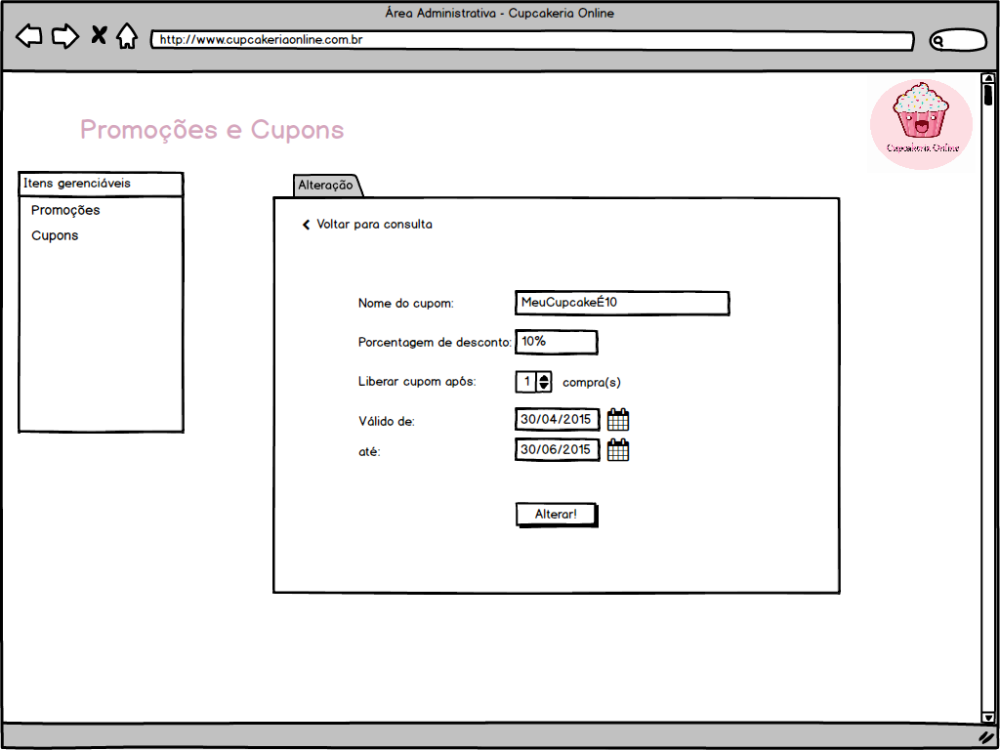 Área Administrativa - Cupcakeria Online
http://www.cupcakeriaonline.com.br
Cupcakeria Online
Promoções e Cupons
Itens gerenciáveis
Promoções
Cupons
Alteração
Voltar para consulta
Nome do cupom: MeuCupcakeÉ10
Porcentagem de desconto: 10%
Liberar cupom após: 1 compra(s)
Válido de: 30/04/2015
até: 30/06/2015
Alterar!